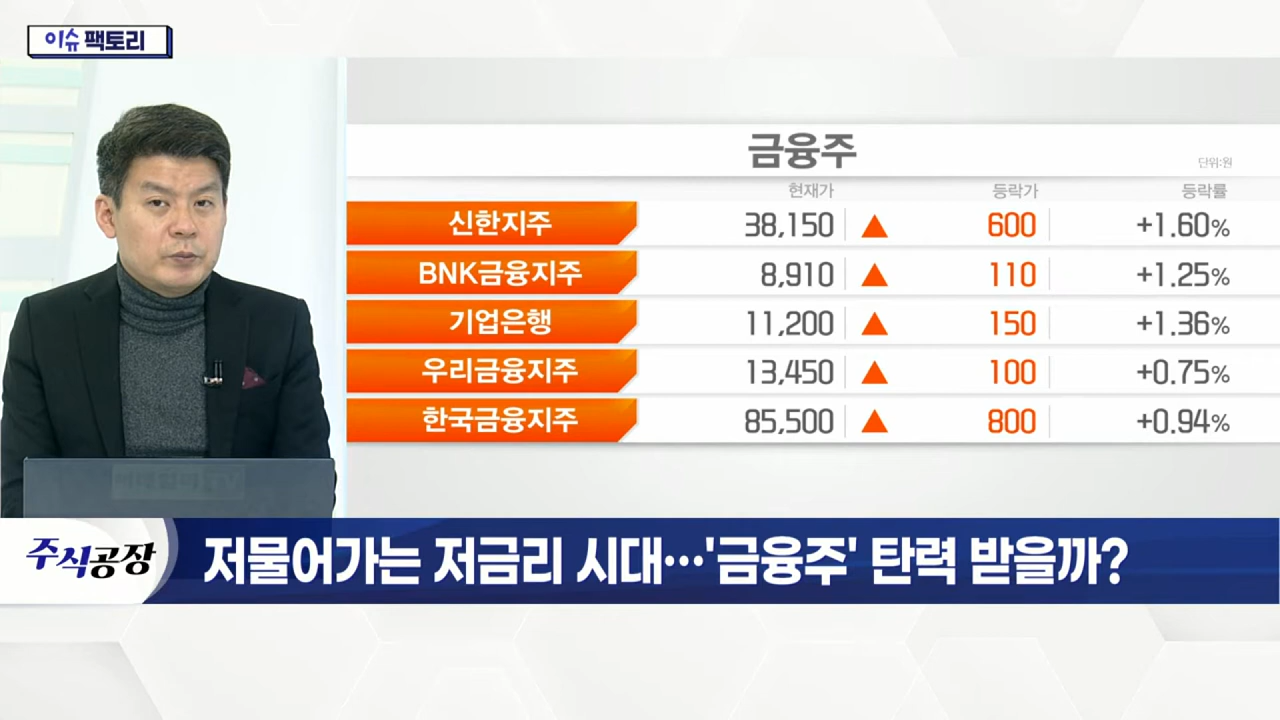 이슈 팩토리
금융주
단위:원
현재가 등락가 등락률
신한지주 38,150 ▲ 600 +1.60%
BNK금융지주 8,910 ▲ 110 +1.25%
기업은행 11,200 ▲ 150 +1.36%
우리금융지주 13,450 ▲ 100 +0.75%
한국금융지주 85,500 ▲ 800 +0.94%
주식공장
저물어가는 저금리 시대…'금융주' 탄력 받을까?